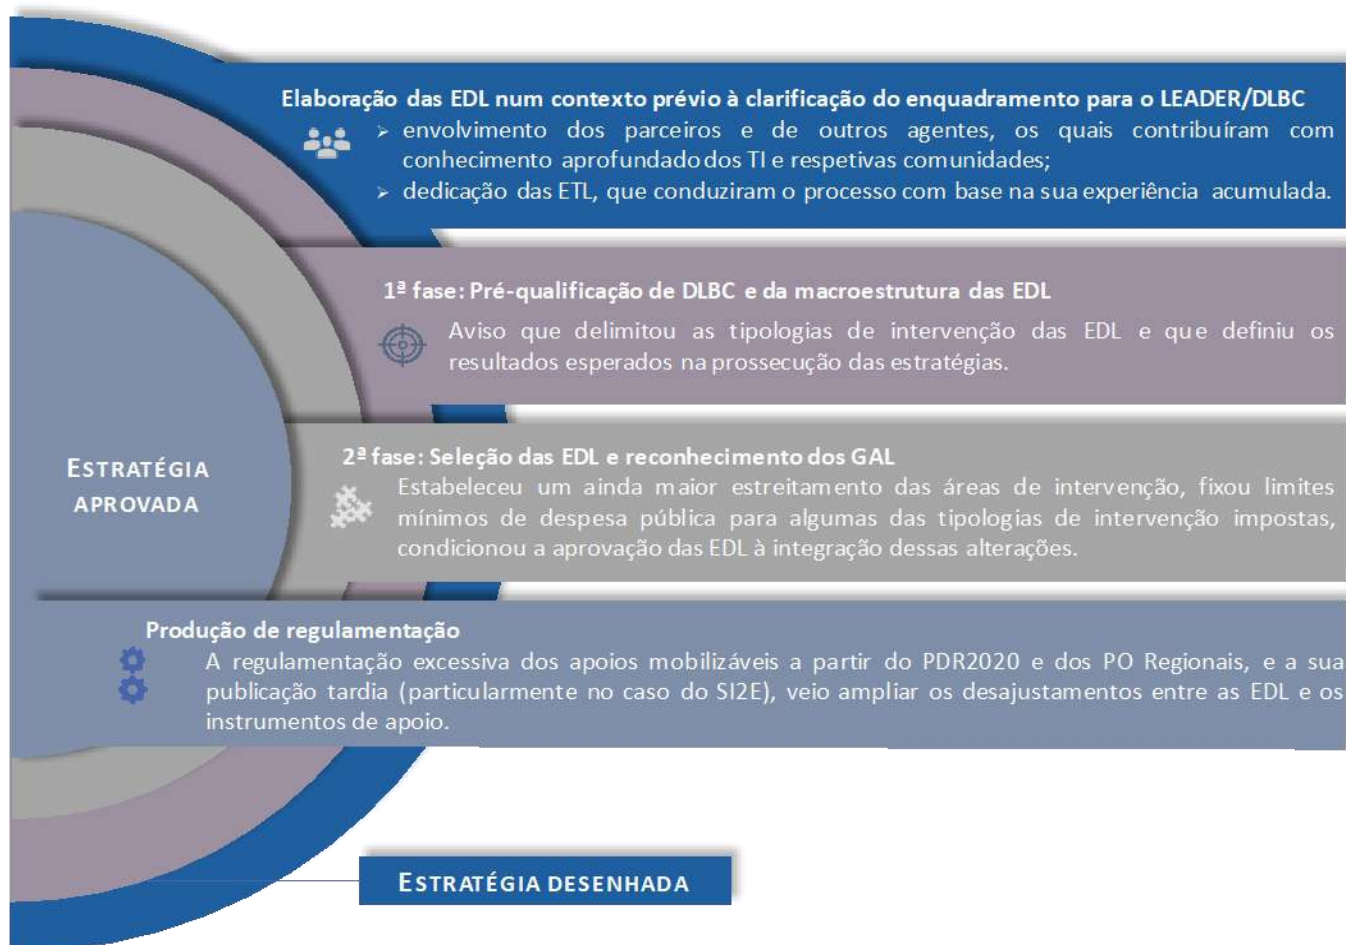 Elaboração das EDL num contexto prévio à clarificação do enquadramento para o LEADER/DLBC
➢ envolvimento dos parceiros e de outros agentes, os quais contribuíram com
conhecimento aprofundado dos TI e respetivas comunidades;
➢ dedicação das ETL, que conduziram o processo com base na sua experiência acumulada.
1ª fase: Pré-qualificação de DLBC e da macroestrutura das EDL
Aviso que delimitou as tipologias de intervenção das EDL e que definiu os
resultados esperados na prossecução das estratégias.
2ª fase: Seleção das EDL e reconhecimento dos GAL
Estabeleceu um ainda maior estreitamento das áreas de intervenção, fixou limites
mínimos de despesa pública para algumas das tipologias de intervenção impostas,
condicionou a aprovação das EDL à integração dessas alterações.
ESTRATÉGIA
APROVADA
Produção de regulamentação
A regulamentação excessiva dos apoios mobilizáveis a partir do PDR2020 e dos PO Regionais, e a sua
publicação tardia (particularmente no caso do SI2E), veio ampliar os desajustamentos entre as EDL e os
instrumentos de apoio.
ESTRATÉGIA DESENHADA